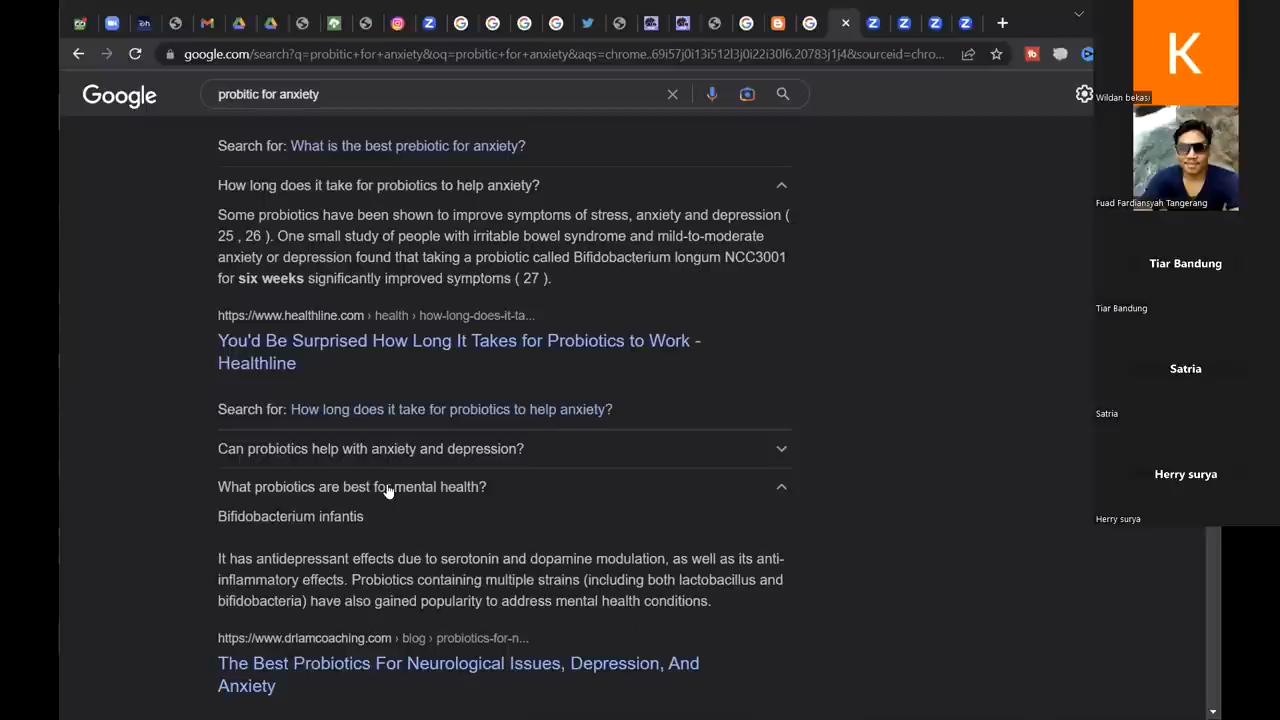 google.com/search?q=probitic+for+anxiety&oq=probitic+for+anxiety&aqs=chrome.69i57j0i13i512l3j0i22i30l6.20783j1j4&sourceid=chro...
Google
probitic for anxiety
Search for: What is the best prebiotic for anxiety?
How long does it take for probiotics to help anxiety?
Some probiotics have been shown to improve symptoms of stress, anxiety and depression (
25 , 26 ). One small study of people with irritable bowel syndrome and mild-to-moderate
anxiety or depression found that taking a probiotic called Bifidobacterium longum NCC3001
for six weeks significantly improved symptoms ( 27 ).
https://www.healthline.com › health › how-long-does-it-ta...
You'd Be Surprised How Long It Takes for Probiotics to Work -
Healthline
Search for: How long does it take for probiotics to help anxiety?
Can probiotics help with anxiety and depression?
What probiotics are best for mental health?
Bifidobacterium infantis
It has antidepressant effects due to serotonin and dopamine modulation, as well as its anti-
inflammatory effects. Probiotics containing multiple strains (including both lactobacillus and
bifidobacteria) have also gained popularity to address mental health conditions.
https://www.drlamcoaching.com › blog › probiotics-for-n...
The Best Probiotics For Neurological Issues, Depression, And
Anxiety
K
Wildan bekasi
Fuad Fardiansyah Tangerang
Tiar Bandung
Tiar Bandung
Satria
Satria
Herry surya
Herry surya